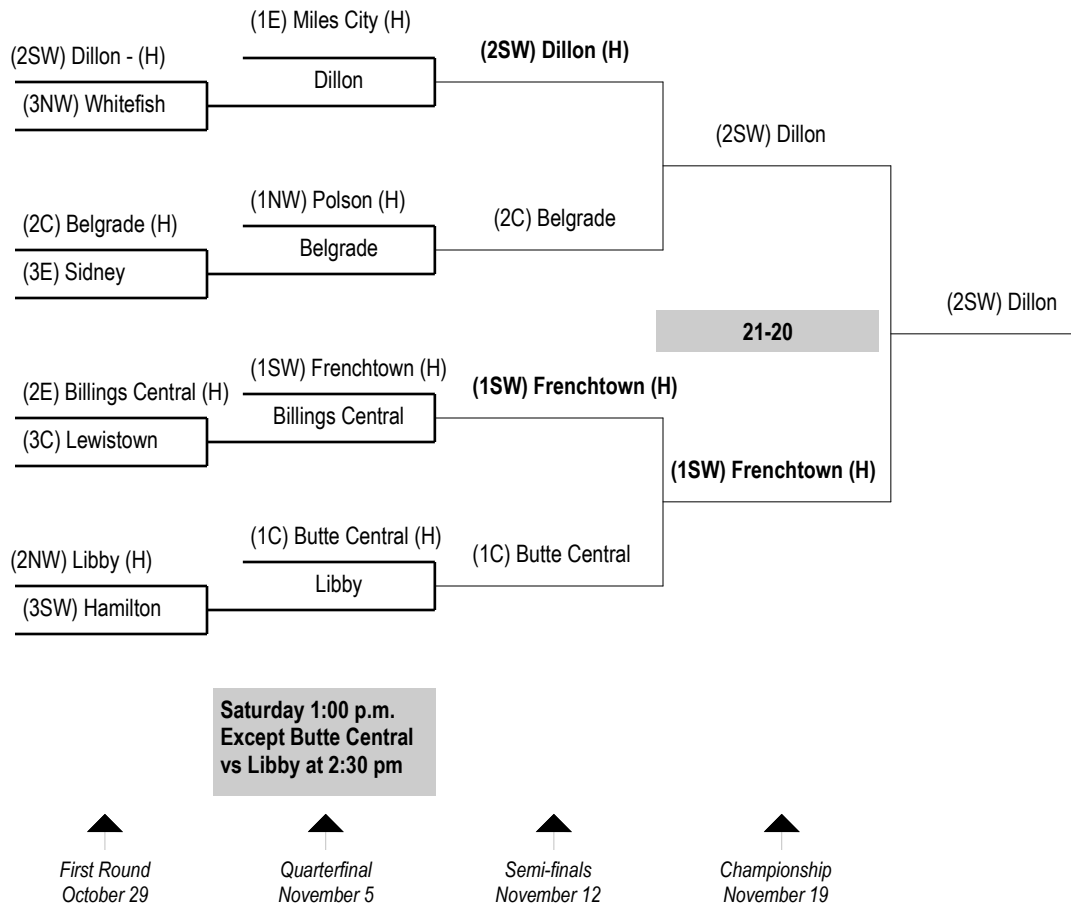 (1E) Miles City (H)
(2SW) Dillon - (H)
(2SW) Dillon (H)
Dillon
(3NW) Whitefish
(2SW) Dillon
(1NW) Polson (H)
(2C) Belgrade (H)
(2C) Belgrade
Belgrade
(3E) Sidney
(2SW) Dillon
21-20
(1SW) Frenchtown (H)
(2E) Billings Central (H)
(1SW) Frenchtown (H)
Billings Central
(3C) Lewistown
(1SW) Frenchtown (H)
(1C) Butte Central (H)
(2NW) Libby (H)
(1C) Butte Central
Libby
(3SW) Hamilton
Saturday 1:00 p.m.
Except Butte Central
vs Libby at 2:30 pm
First Round
October 29
Quarterfinal
November 5
Semi-finals
November 12
Championship
November 19